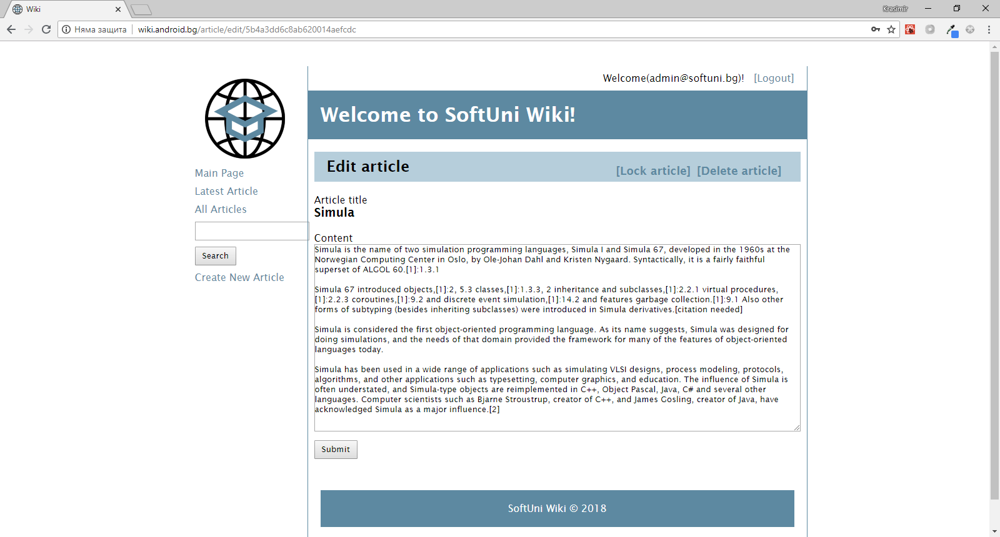 Wiki
Krasimir
Няма защита
wiki.android.bg/article/edit/5b4a3dd6c8ab620014aefcdc
Welcome(admin@softuni.bg)! [Logout]
Welcome to SoftUni Wiki!
Main Page
Latest Article
All Articles
Search
Create New Article
Edit article
[Lock article] [Delete article]
Article title
Simula
Content
Simula is the name of two simulation programming languages, Simula I and Simula 67, developed in the 1960s at the
Norwegian Computing Center in Oslo, by Ole-Johan Dahl and Kristen Nygaard. Syntactically, it is a fairly faithful
superset of ALGOL 60.[1]:1.3.1
Simula 67 introduced objects,[1]:2, 5.3 classes,[1]:1.3.3, 2 inheritance and subclasses,[1]:2.2.1 virtual procedures,
[1]:2.2.3 coroutines,[1]:9.2 and discrete event simulation,[1]:14.2 and features garbage collection.[1]:9.1 Also other
forms of subtyping (besides inheriting subclasses) were introduced in Simula derivatives.[citation needed]
Simula is considered the first object-oriented programming language. As its name suggests, Simula was designed for
doing simulations, and the needs of that domain provided the framework for many of the features of object-oriented
languages today.
Simula has been used in a wide range of applications such as simulating VLSI designs, process modeling, protocols,
algorithms, and other applications such as typesetting, computer graphics, and education. The influence of Simula is
often understated, and Simula-type objects are reimplemented in C++, Object Pascal, Java, C# and several other
languages. Computer scientists such as Bjarne Stroustrup, creator of C++, and James Gosling, creator of Java, have
acknowledged Simula as a major influence.[2]
Submit
SoftUni Wiki © 2018